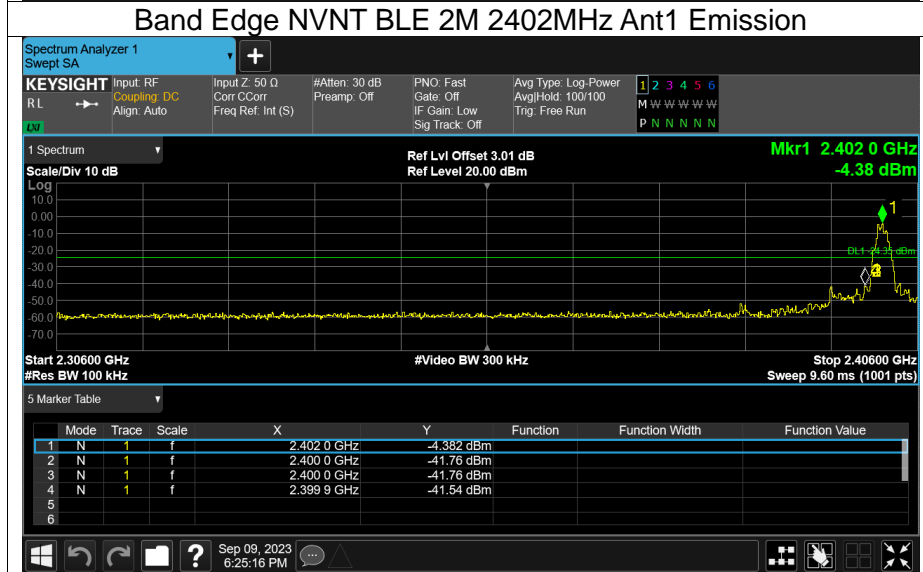 Band Edge NVNT BLE 2M 2402MHz Ant1 Emission
Spectrum Analyzer 1
Swept SA
+
KEYSIGHT Input: RF Input Z: 50 Ω #Atten: 30 dB PNO: Fast Avg Type: Log-Power 1 2 3 4 5 6
R L Coupling: DC Corr CCorr Preamp: Off Gate: Off Avg|Hold: 100/100 M W W W W W
Align: Auto Freq Ref: Int (S) IF Gain: Low Trig: Free Run
LXI Sig Track: Off P N N N N N
1 Spectrum Ref Lvl Offset 3.01 dB Mkr1 2.402 0 GHz
Scale/Div 10 dB Ref Level 20.00 dBm -4.38 dBm
Log
10.0
1
0.00
-10.0
-20.0
DL1 -24.35 dBm
-30.0
-40.0
-50.0
-60.0
-70.0
Start 2.30600 GHz #Video BW 300 kHz Stop 2.40600 GHz
#Res BW 100 kHz Sweep 9.60 ms (1001 pts)
5 Marker Table
Mode Trace Scale X Y Function Function Width Function Value
1 N 1 f 2.402 0 GHz -4.382 dBm
2 N 1 f 2.400 0 GHz -41.76 dBm
3 N 1 f 2.400 0 GHz -41.76 dBm
4 N 1 f 2.399 9 GHz -41.54 dBm
5
6
? Sep 09, 2023
6:25:16 PM